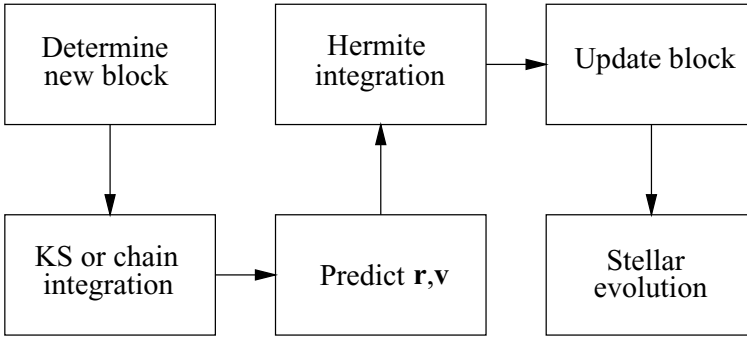 Determine
new block
KS or chain
integration
Predict r,v
Hermite
integration
Update block
Stellar
evolution